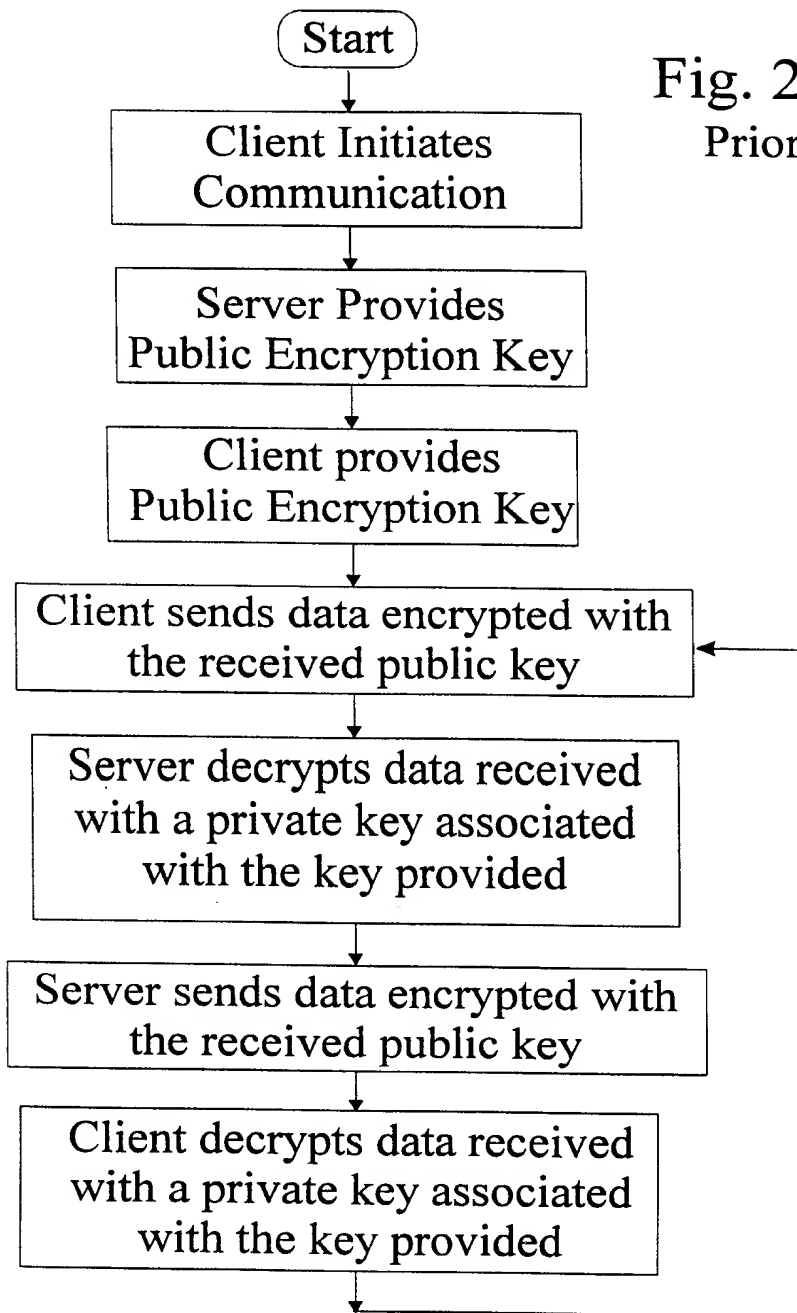 Start
Fig. 2
Prior
Client Initiates
Communication
Server Provides
Public Encryption Key
Client provides
Public Encryption Key
Client sends data encrypted with
the received public key
Server decrypts data received
with a private key associated
with the key provided
Server sends data encrypted with
the received public key
Client decrypts data received
with a private key associated
with the key provided